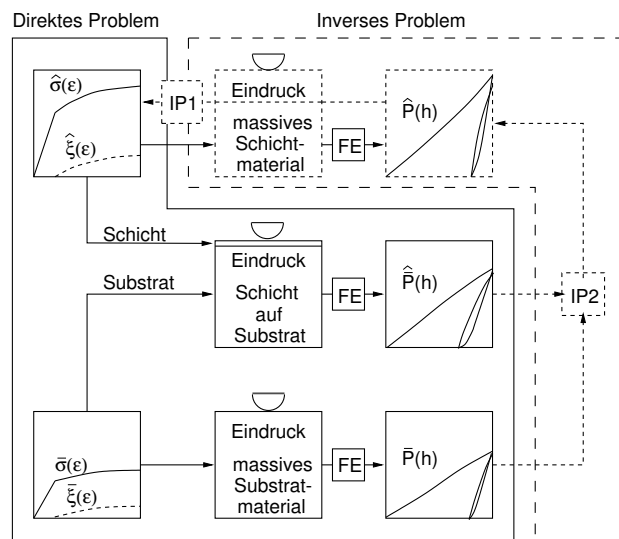 Direktes Problem
Inverses Problem
σ̂(ε)
ξ̂(ε)
IP1
Eindruck
massives
Schicht-
material
FE
P̂(h)
Schicht
Eindruck
Schicht
auf
Substrat
FE
P̄̂(h)
IP2
Substrat
σ̄(ε)
ξ̄(ε)
Eindruck
massives
Substrat-
material
FE
P̄(h)